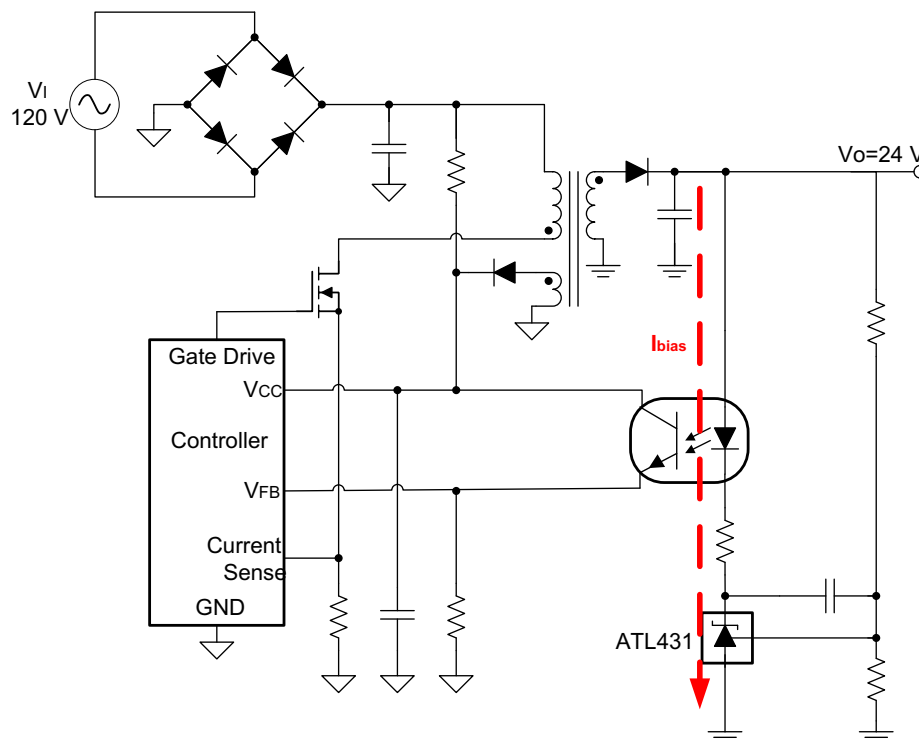 VI
120 V
Vo=24 V
Ibias
Gate Drive
VCC
Controller
VFB
Current
Sense
GND
ATL431